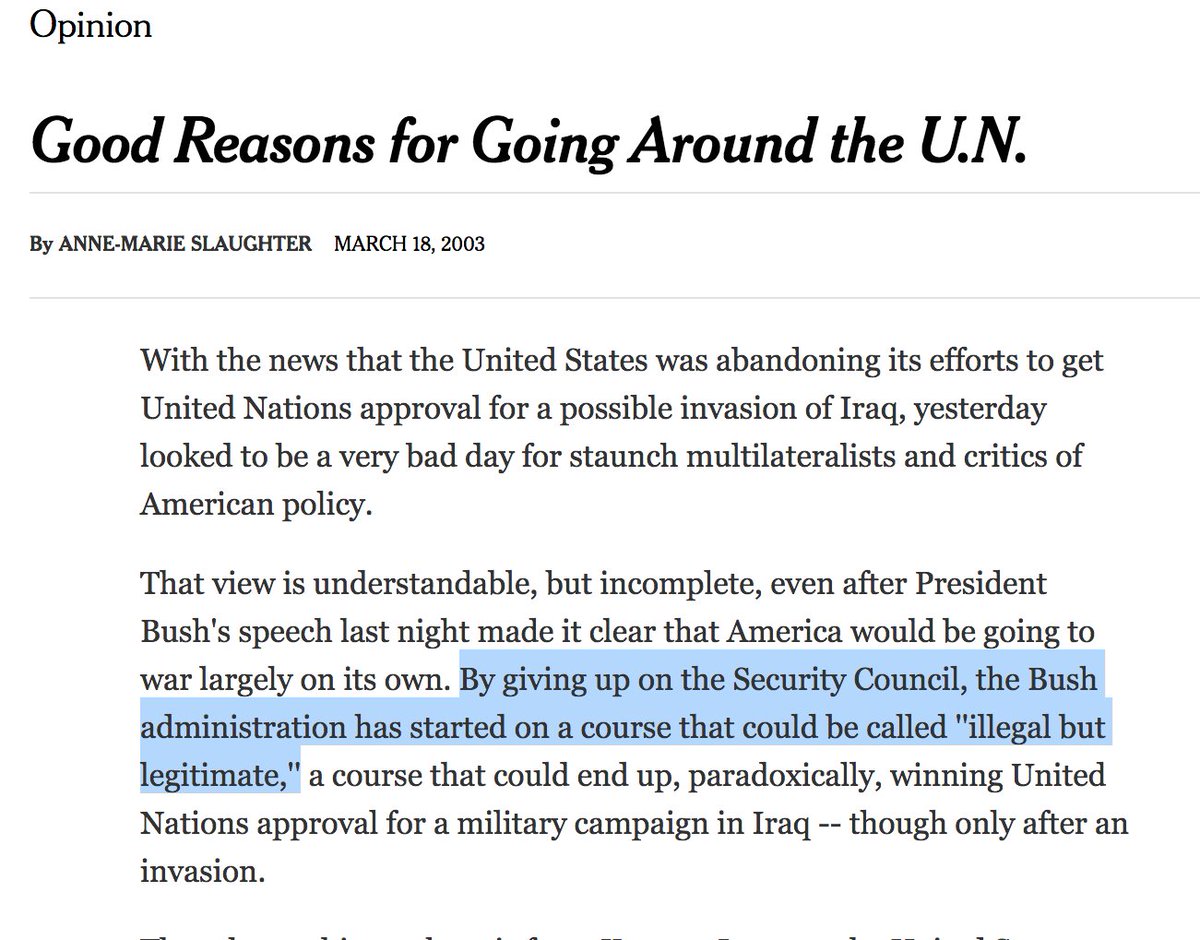 Opinion
Good Reasons for Going Around the U.N.
By ANNE-MARIE SLAUGHTER MARCH 18, 2003
With the news that the United States was abandoning its efforts to get
United Nations approval for a possible invasion of Iraq, yesterday
looked to be a very bad day for staunch multilateralists and critics of
American policy.
That view is understandable, but incomplete, even after President
Bush's speech last night made it clear that America would be going to
war largely on its own. By giving up on the Security Council, the Bush
administration has started on a course that could be called ''illegal but
legitimate,'' a course that could end up, paradoxically, winning United
Nations approval for a military campaign in Iraq -- though only after an
invasion.